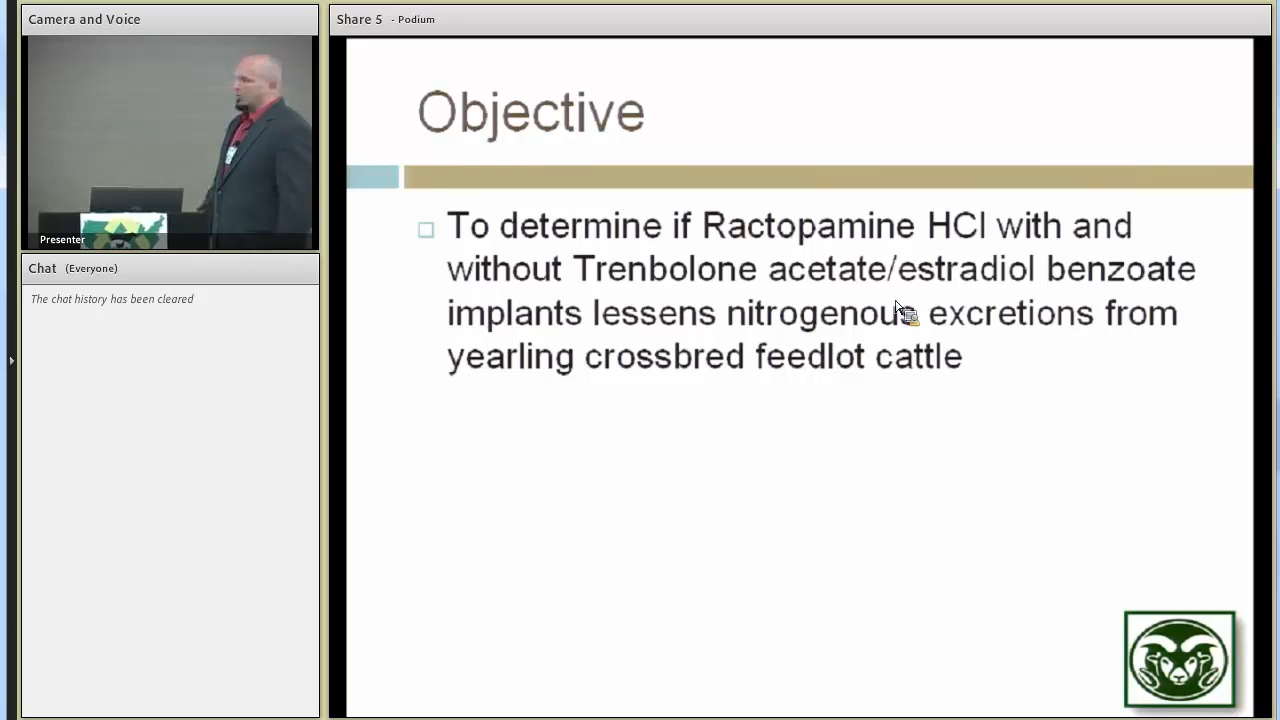 Camera and Voice
Presenter
Chat (Everyone)
The chat history has been cleared
Share 5 - Podium
Objective
To determine if Ractopamine HCl with and
without Trenbolone acetate/estradiol benzoate
implants lessens nitrogenous excretions from
yearling crossbred feedlot cattle